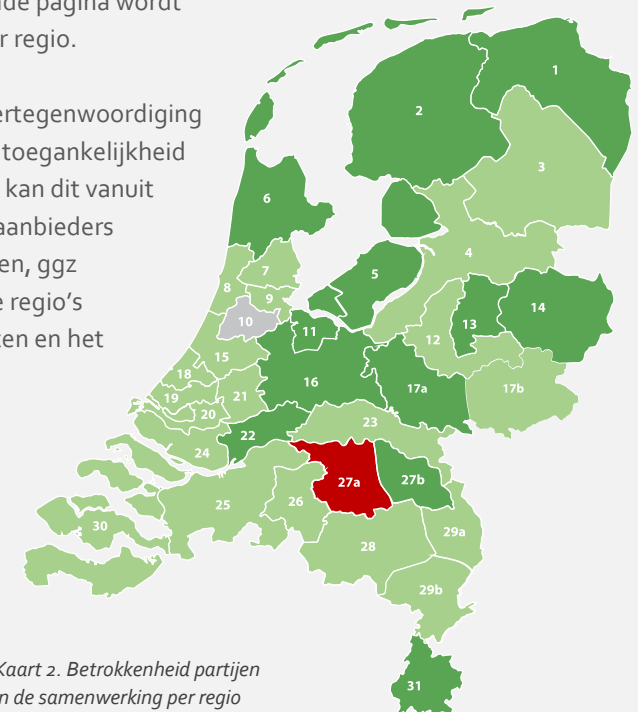 nde pagina wordt
r regio.
ertegenwoordiging
toegankelijkheid
kan dit vanuit
aanbieders
en, ggz
e regio's
ten en het
1
2
3
4
5
6
7
8
9
10
11
12
13
14
15
16
17a
17b
18
19
20
21
22
23
24
25
26
27a
27b
28
29a
29b
30
31
Kaart 2. Betrokkenheid partijen
n de samenwerking per regio